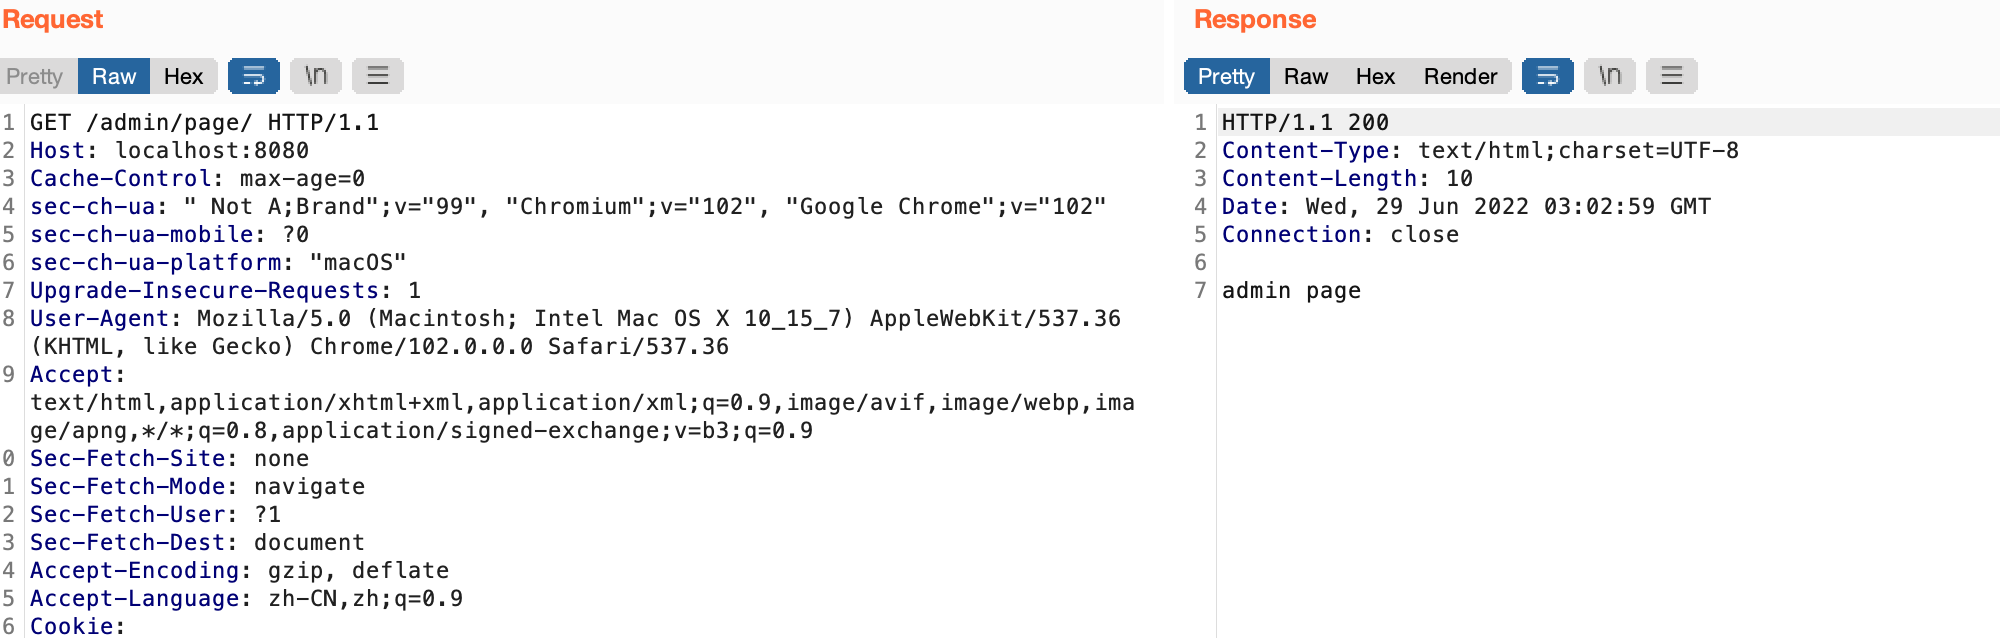 Request
Pretty Raw Hex \n
1 GET /admin/page/ HTTP/1.1
2 Host: localhost:8080
3 Cache-Control: max-age=0
4 sec-ch-ua: " Not A;Brand";v="99", "Chromium";v="102", "Google Chrome";v="102"
5 sec-ch-ua-mobile: ?0
6 sec-ch-ua-platform: "macOS"
7 Upgrade-Insecure-Requests: 1
8 User-Agent: Mozilla/5.0 (Macintosh; Intel Mac OS X 10_15_7) AppleWebKit/537.36
(KHTML, like Gecko) Chrome/102.0.0.0 Safari/537.36
9 Accept:
text/html,application/xhtml+xml,application/xml;q=0.9,image/avif,image/webp,ima
ge/apng,*/*;q=0.8,application/signed-exchange;v=b3;q=0.9
0 Sec-Fetch-Site: none
1 Sec-Fetch-Mode: navigate
2 Sec-Fetch-User: ?1
3 Sec-Fetch-Dest: document
4 Accept-Encoding: gzip, deflate
5 Accept-Language: zh-CN,zh;q=0.9
6 Cookie:
Response
Pretty Raw Hex Render \n
1 HTTP/1.1 200
2 Content-Type: text/html;charset=UTF-8
3 Content-Length: 10
4 Date: Wed, 29 Jun 2022 03:02:59 GMT
5 Connection: close
6
7 admin page